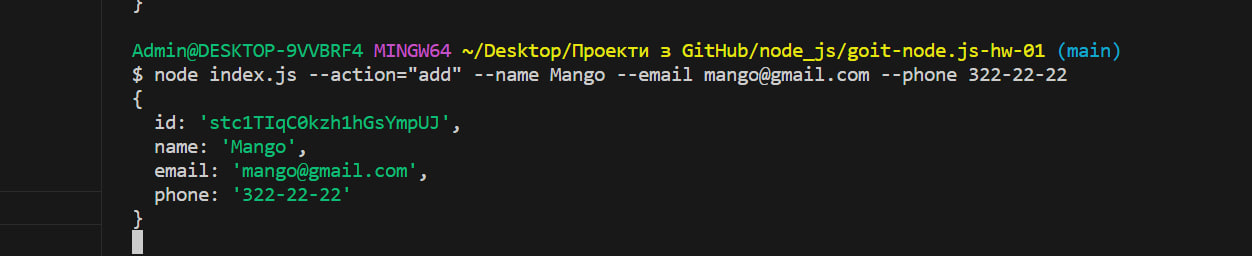 }
Admin@DESKTOP-9VVBRF4 MINGW64 ~/Desktop/Проекти з GitHub/node_js/goit-node.js-hw-01 (main)
$ node index.js --action="add" --name Mango --email mango@gmail.com --phone 322-22-22
{
  id: 'stc1TIqC0kzh1hGsYmpUJ',
  name: 'Mango',
  email: 'mango@gmail.com',
  phone: '322-22-22'
}